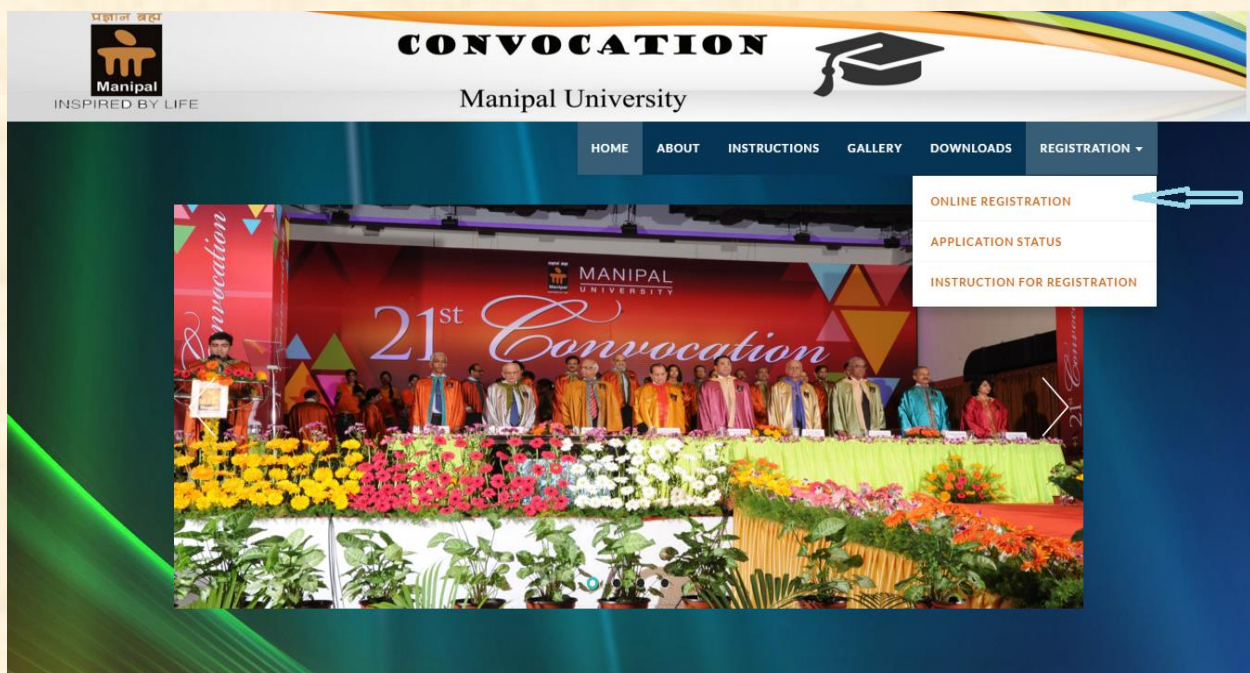 प्रज्ञानं ब्रह्म
Manipal
INSPIRED BY LIFE
CONVOCATION
Manipal University
HOME ABOUT INSTRUCTIONS GALLERY DOWNLOADS REGISTRATION
ONLINE REGISTRATION
APPLICATION STATUS
INSTRUCTION FOR REGISTRATION
MANIPAL
UNIVERSITY
21st Convocation